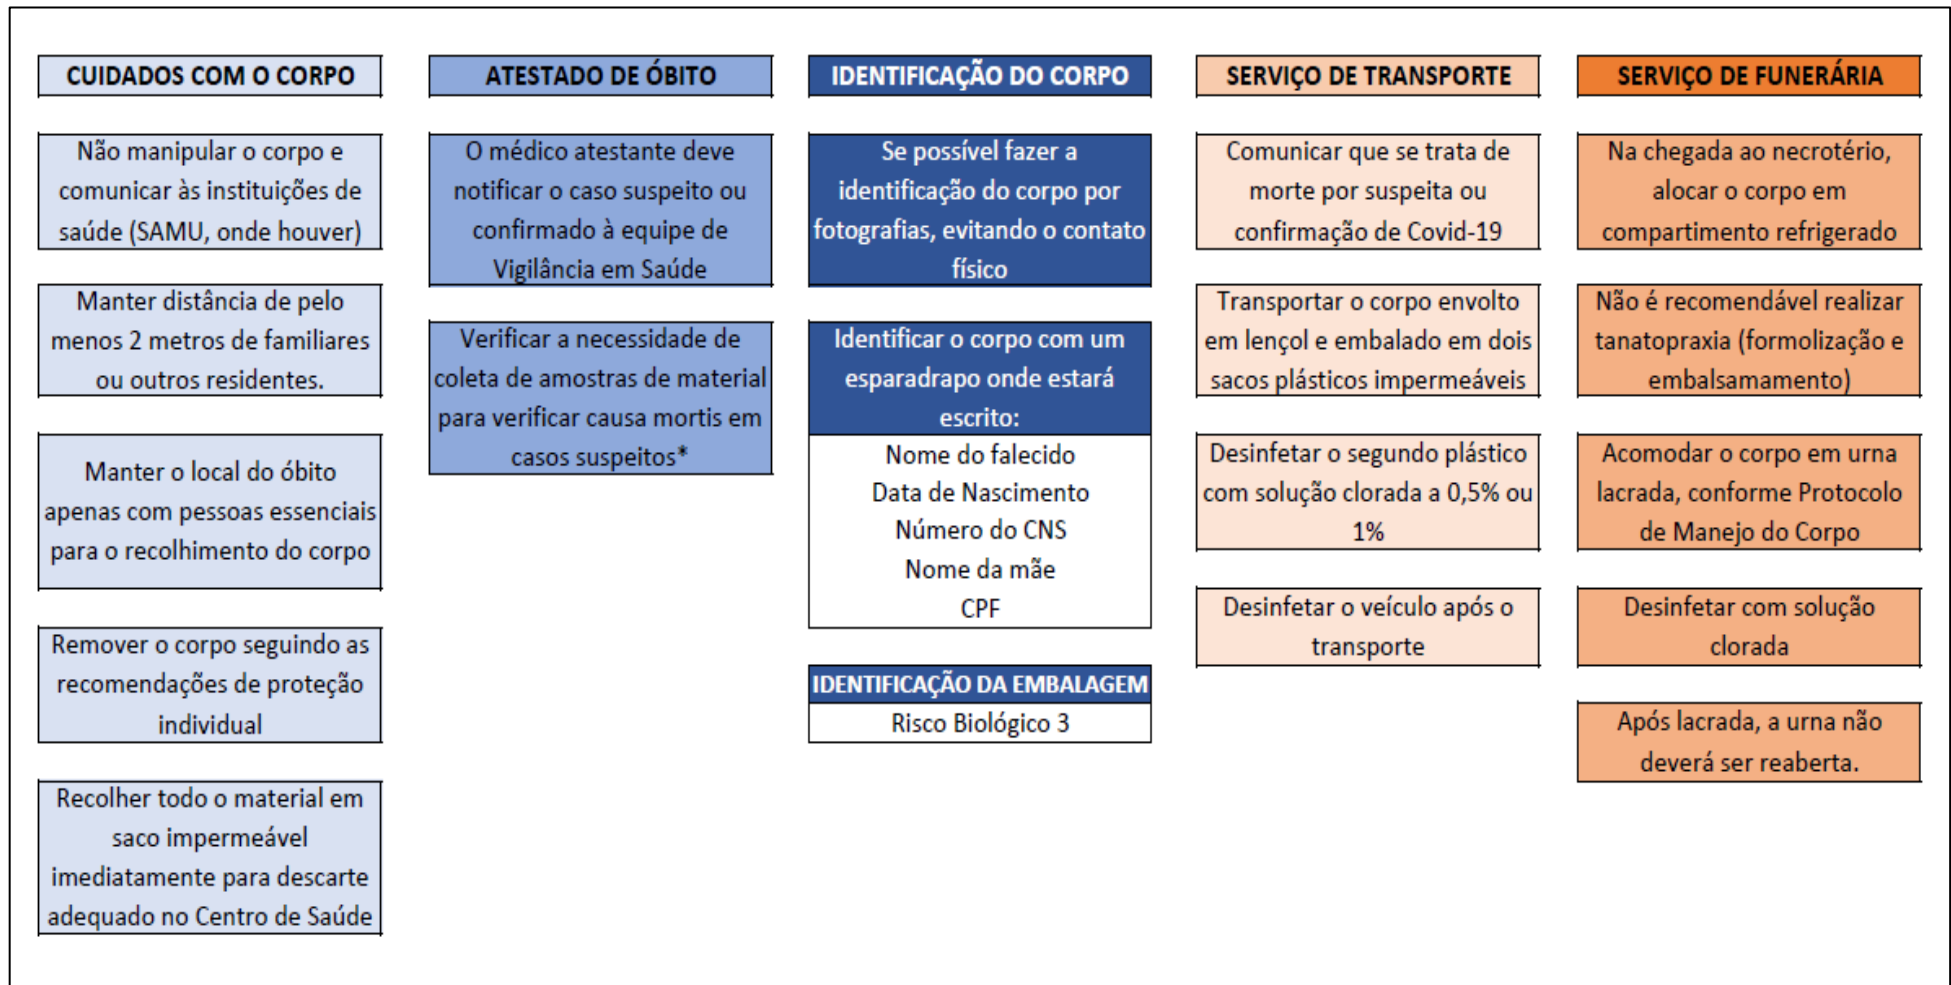 CUIDADOS COM O CORPO
Não manipular o corpo e
comunicar às instituições de
saúde (SAMU, onde houver)
Manter distância de pelo
menos 2 metros de familiares
ou outros residentes.
Manter o local do óbito
apenas com pessoas essenciais
para o recolhimento do corpo
Remover o corpo seguindo as
recomendações de proteção
individual
Recolher todo o material em
saco impermeável
imediatamente para descarte
adequado no Centro de Saúde
ATESTADO DE ÓBITO
O médico atestante deve
notificar o caso suspeito ou
confirmado à equipe de
Vigilância em Saúde
Verificar a necessidade de
coleta de amostras de material
para verificar causa mortis em
casos suspeitos*
IDENTIFICAÇÃO DO CORPO
Se possível fazer a
identificação do corpo por
fotografias, evitando o contato
físico
Identificar o corpo com um
esparadrapo onde estará
escrito:
Nome do falecido
Data de Nascimento
Número do CNS
Nome da mãe
CPF
IDENTIFICAÇÃO DA EMBALAGEM
Risco Biológico 3
SERVIÇO DE TRANSPORTE
Comunicar que se trata de
morte por suspeita ou
confirmação de Covid-19
Transportar o corpo envolto
em lençol e embalado em dois
sacos plásticos impermeáveis
Desinfetar o segundo plástico
com solução clorada a 0,5% ou
1%
Desinfetar o veículo após o
transporte
SERVIÇO DE FUNERÁRIA
Na chegada ao necrotério,
alocar o corpo em
compartimento refrigerado
Não é recomendável realizar
tanatopraxia (formolização e
embalsamamento)
Acomodar o corpo em urna
lacrada, conforme Protocolo
de Manejo do Corpo
Desinfetar com solução
clorada
Após lacrada, a urna não
deverá ser reaberta.